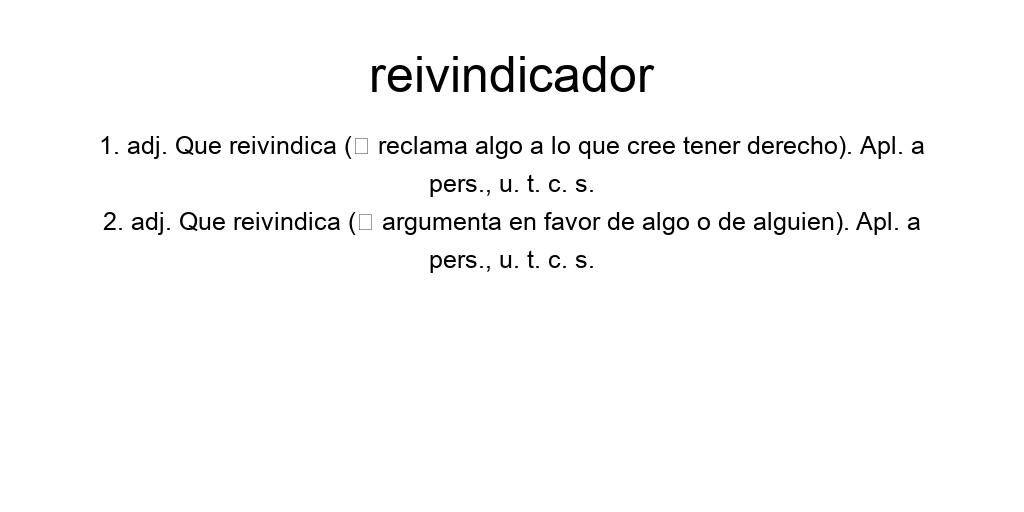 reivindicador
1. adj. Que reivindica (□ reclama algo a lo que cree tener derecho). Apl. a
pers., u. t. c. s.
2. adj. Que reivindica (□ argumenta en favor de algo o de alguien). Apl. a
pers., u. t. c. s.